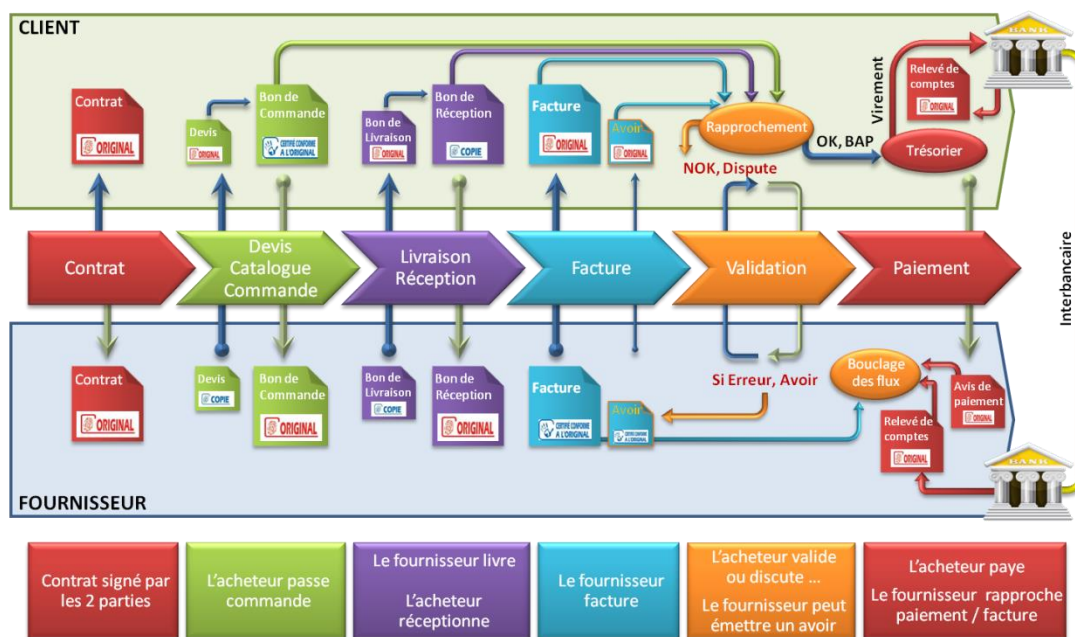 CLIENT
BANK
Contrat
ORIGINAL
Devis
ORIGINAL
Bon de
Commande
CERTIFIÉ CONFORME
A L'ORIGINAL
Bon de
Livraison
ORIGINAL
Bon de
Réception
COPIE
Facture
ORIGINAL
Avoir
ORIGINAL
Rapprochement
NOK, Dispute
OK, BAP
Virement
Relevé de
comptes
ORIGINAL
Trésorier
Contrat
Devis
Catalogue
Commande
Livraison
Réception
Facture
Validation
Paiement
Interbancaire
Contrat
ORIGINAL
Devis
COPIE
Bon de
Commande
ORIGINAL
Bon de
Livraison
COPIE
Bon de
Réception
ORIGINAL
Facture
CERTIFIÉ CONFORME
A L'ORIGINAL
Avoir
CERTIFIÉ CONFORME
A L'ORIGINAL
Si Erreur, Avoir
Bouclage
des flux
Avis de
paiement
ORIGINAL
Relevé de
comptes
ORIGINAL
BANK
FOURNISSEUR
Contrat signé par
les 2 parties
L'acheteur passe
commande
Le fournisseur livre
L'acheteur
réceptionne
Le fournisseur
facture
L'acheteur valide
ou discute ...
Le fournisseur peut
émettre un avoir
L'acheteur paye
Le fournisseur rapproche
paiement / facture